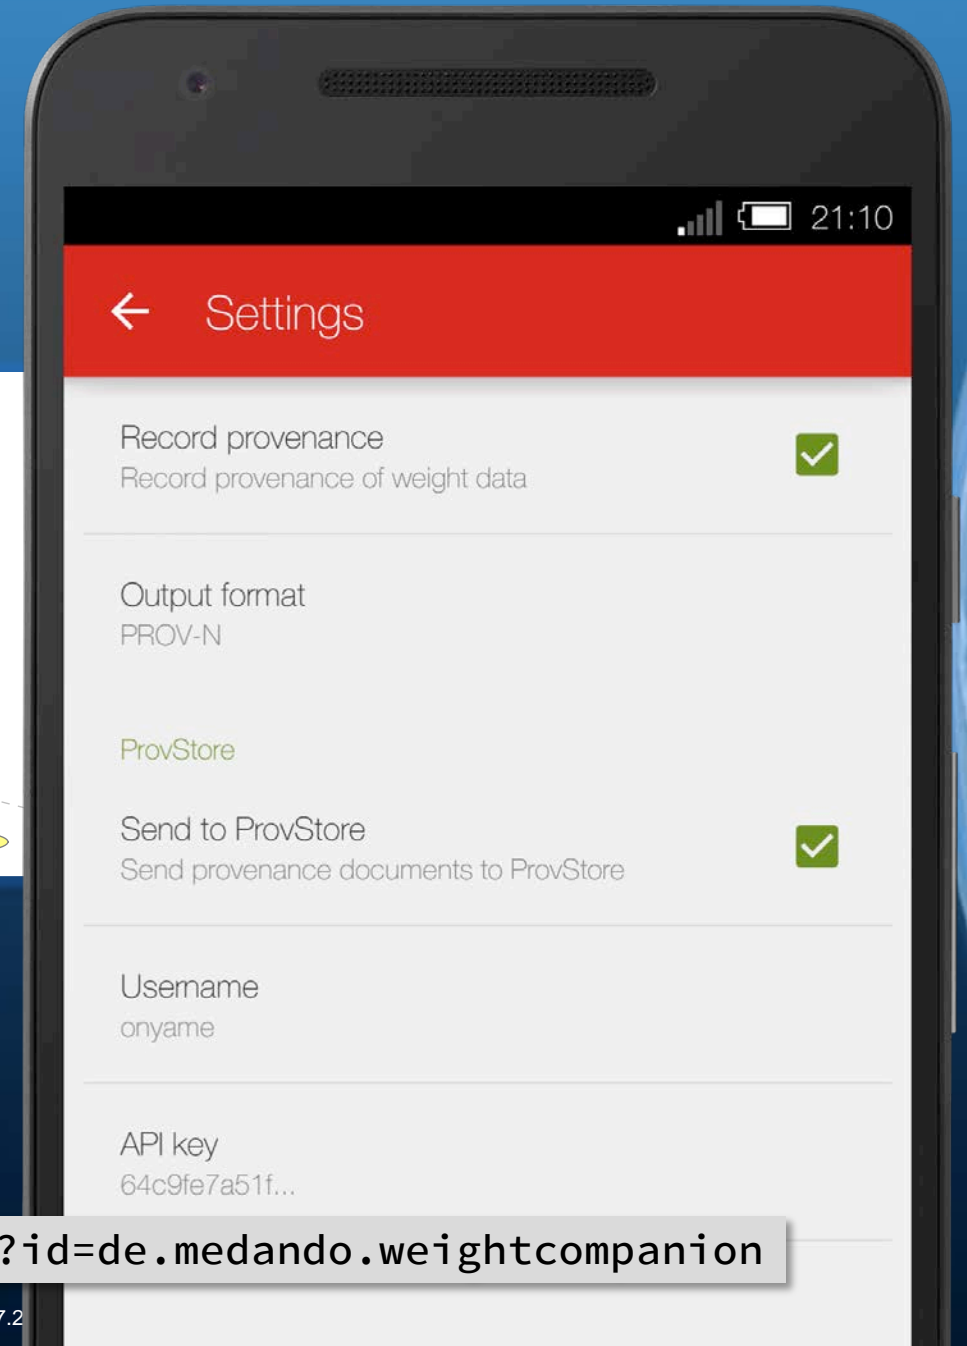 21:10
Settings
Record provenance
Record provenance of weight data
Output format
PROV-N
ProvStore
Send to ProvStore
Send provenance documents to ProvStore
Username
onyame
API key
64c9fe7a51f...
?id=de.medando.weightcompanion
7.2